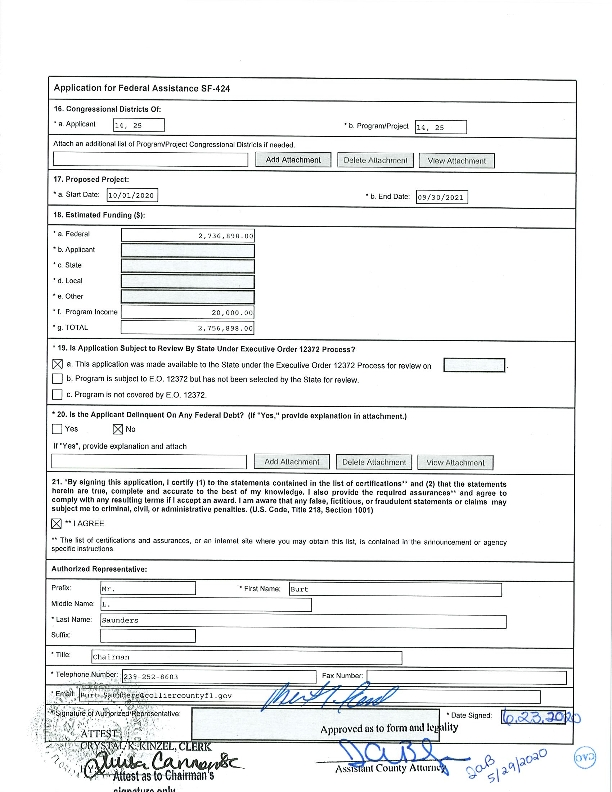 Application for Federal Assistance SF-424
16. Congressional Districts Of:
* a. Applicant 14, 25 * b. Program/Project 14, 25
Attach an additional list of Program/Project Congressional Districts if needed.
Add Attachment Delete Attachment View Attachment
17. Proposed Project:
* a. Start Date: 10/01/2020 * b. End Date: 09/30/2021
18. Estimated Funding ($):
* a. Federal 2,736,898.00
* b. Applicant
* c. State
* d. Local
* e. Other
* f. Program Income 20,000.00
* g. TOTAL 2,756,898.00
* 19. Is Application Subject to Review By State Under Executive Order 12372 Process?
a. This application was made available to the State under the Executive Order 12372 Process for review on .
b. Program is subject to E.O. 12372 but has not been selected by the State for review.
c. Program is not covered by E.O. 12372.
* 20. Is the Applicant Delinquent On Any Federal Debt? (If "Yes," provide explanation in attachment.)
Yes No
If "Yes", provide explanation and attach
Add Attachment Delete Attachment View Attachment
21. *By signing this application, I certify (1) to the statements contained in the list of certifications** and (2) that the statements
herein are true, complete and accurate to the best of my knowledge. I also provide the required assurances** and agree to
comply with any resulting terms if I accept an award. I am aware that any false, fictitious, or fraudulent statements or claims may
subject me to criminal, civil, or administrative penalties. (U.S. Code, Title 218, Section 1001)
** I AGREE
** The list of certifications and assurances, or an internet site where you may obtain this list, is contained in the announcement or agency
specific instructions.
Authorized Representative:
Prefix: Mr. * First Name: Burt
Middle Name: L.
* Last Name: Saunders
Suffix:
* Title: Chairman
* Telephone Number: 239-252-8603 Fax Number:
* Email: Burt.Saunders@colliercountyfl.gov
* Signature of Authorized Representative: * Date Signed: 6.23.2020
Approved as to form and legality
ATTEST
CRYSTAL K. KINZEL, CLERK
Assistant County Attorney
JAB
5/29/2020
CAO
Attest as to Chairman's
signature only